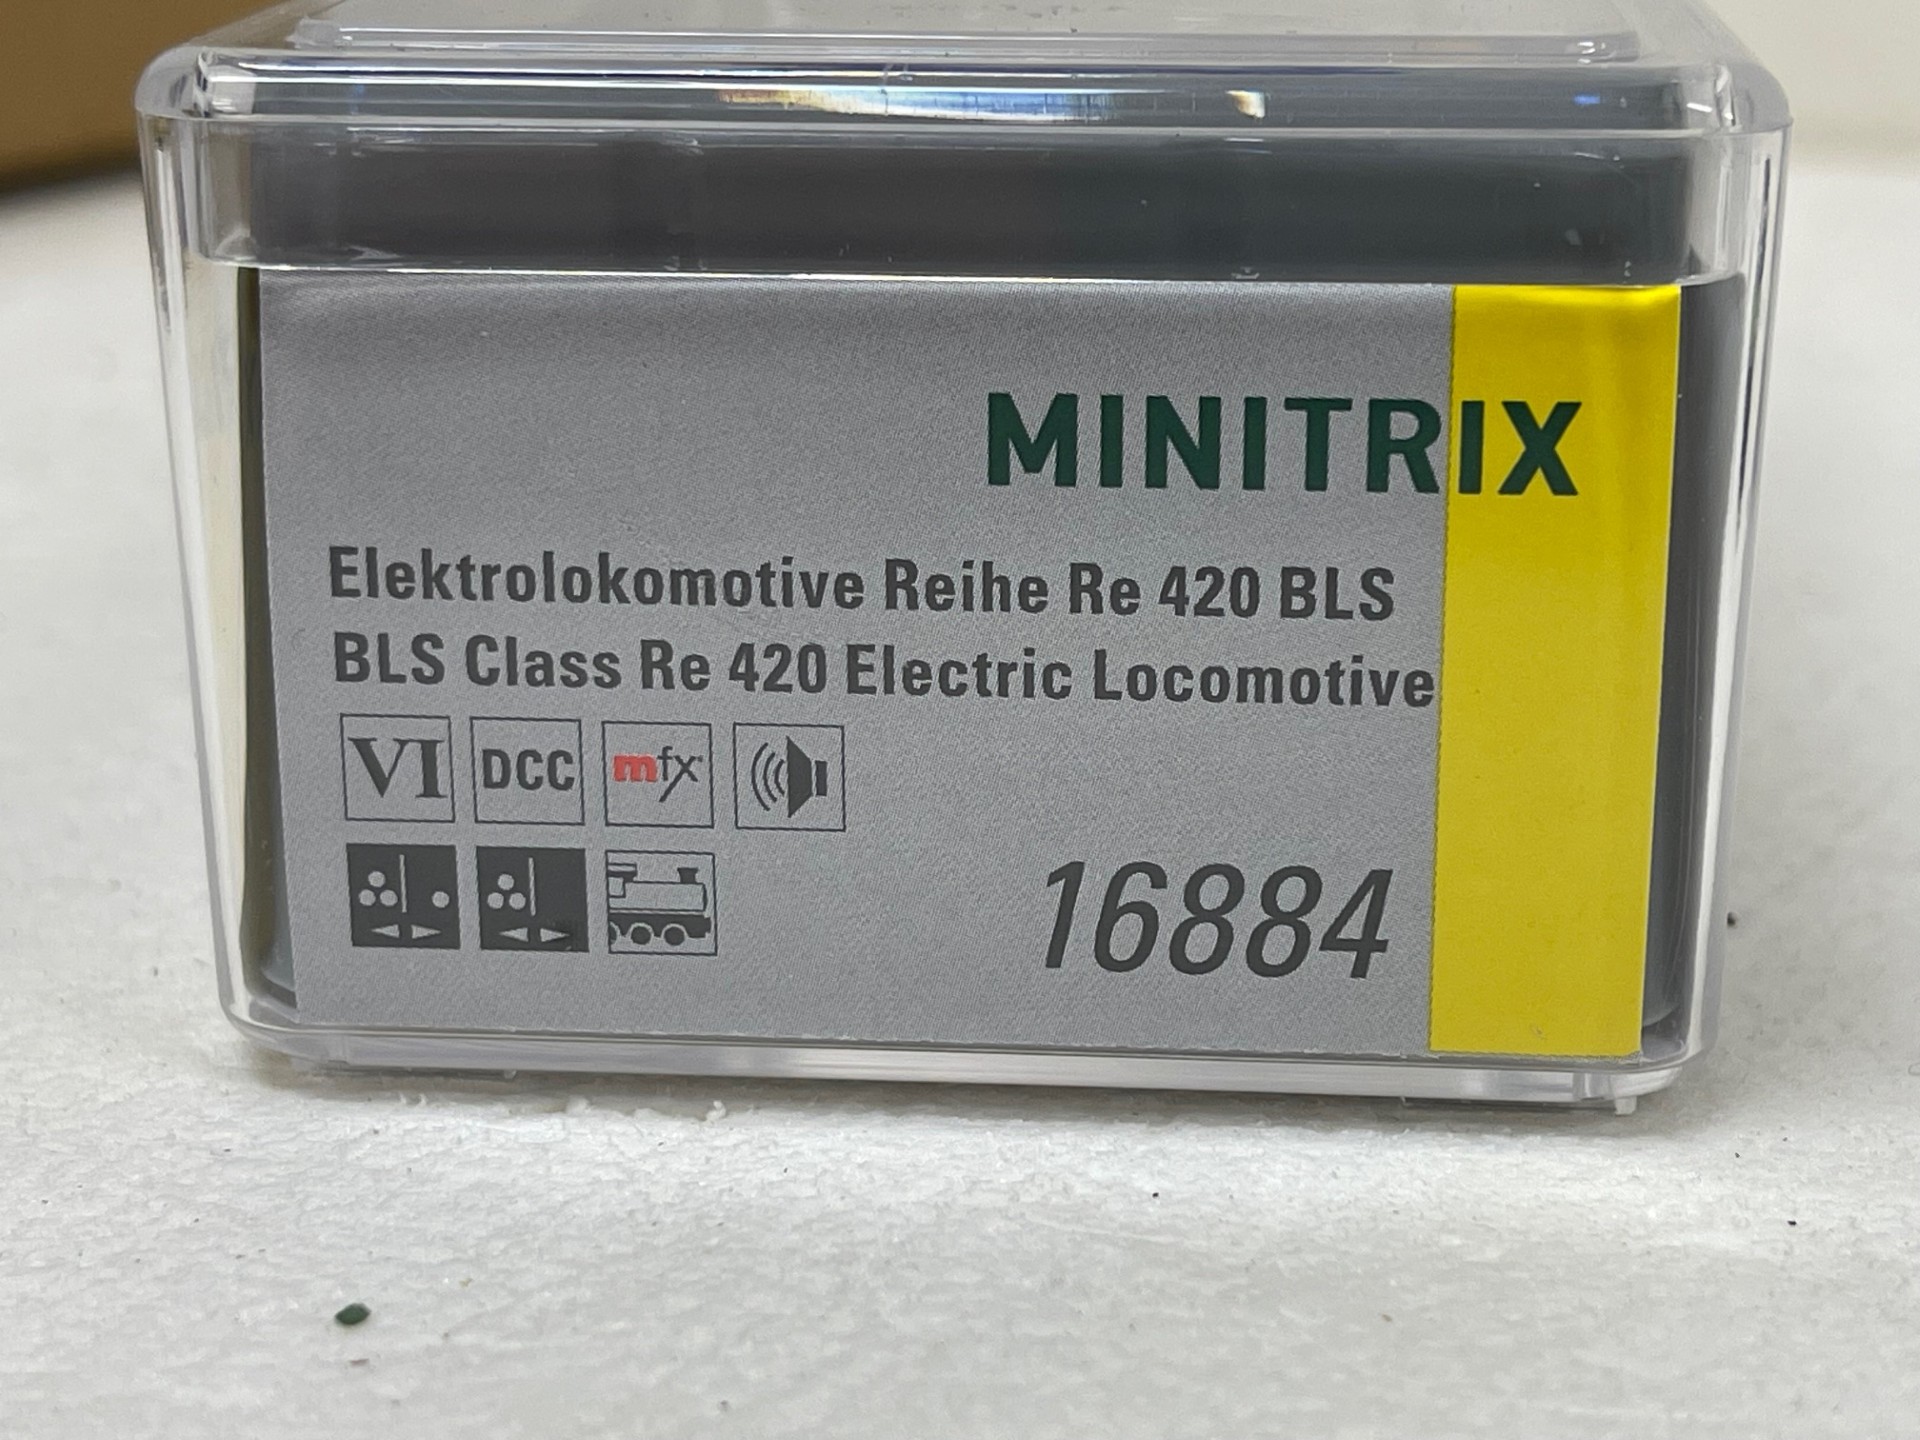 MINITRIX
Elektrolokomotive Reihe Re 420 BLS
BLS Class Re 420 Electric Locomotive
VI DCC mfx
16884